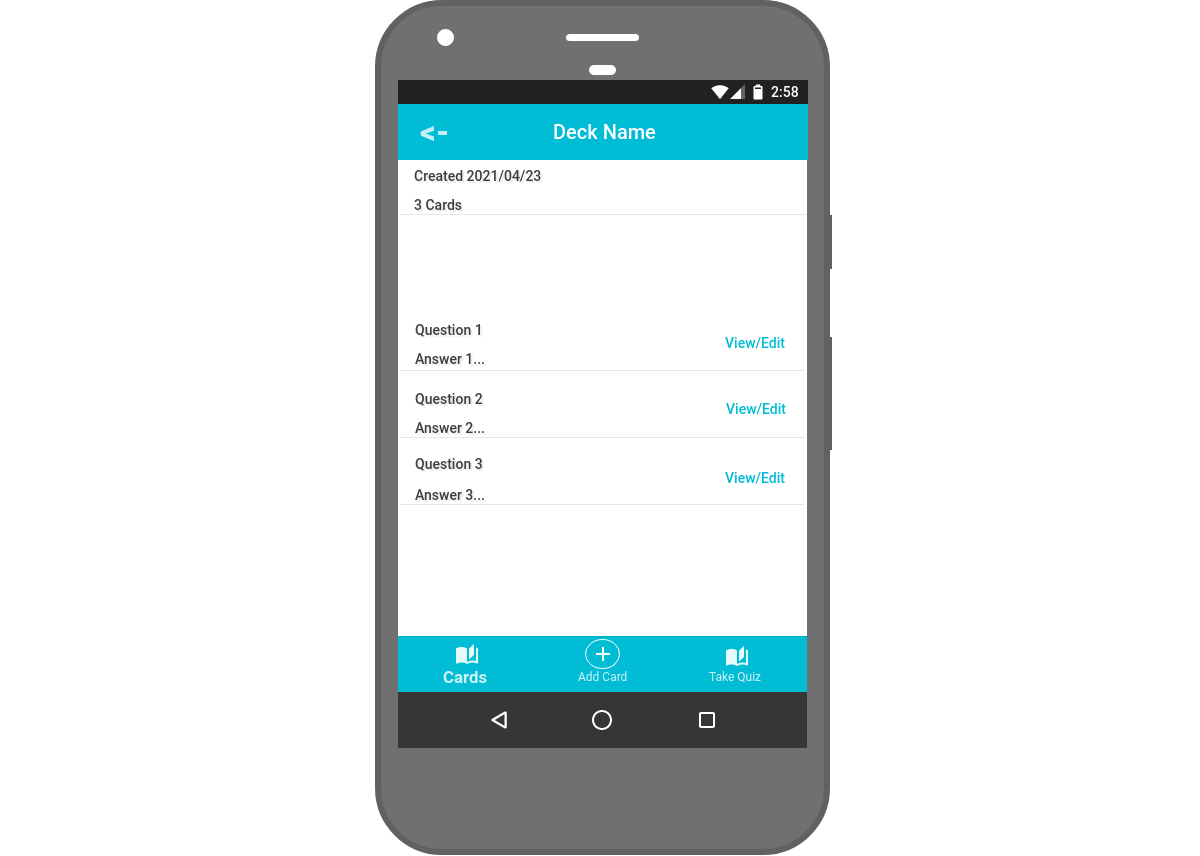 2:58
<- Deck Name
Created 2021/04/23
3 Cards
Question 1
View/Edit
Answer 1...
Question 2
View/Edit
Answer 2...
Question 3
View/Edit
Answer 3...
Cards Add Card Take Quiz